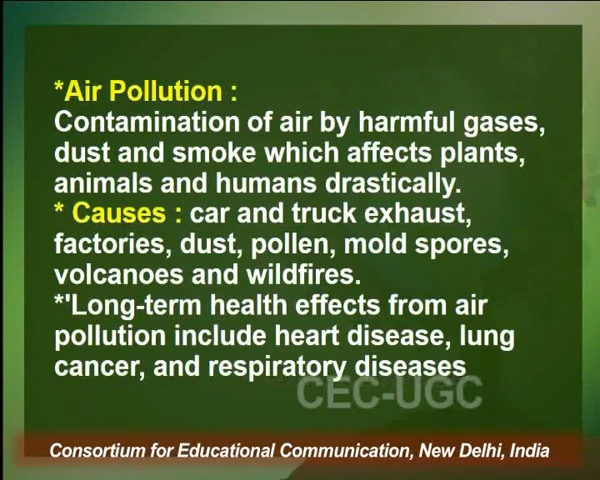 *Air Pollution :
Contamination of air by harmful gases,
dust and smoke which affects plants,
animals and humans drastically.
* Causes : car and truck exhaust,
factories, dust, pollen, mold spores,
volcanoes and wildfires.
*'Long-term health effects from air
pollution include heart disease, lung
cancer, and respiratory diseases
CEC-UGC
Consortium for Educational Communication, New Delhi, India